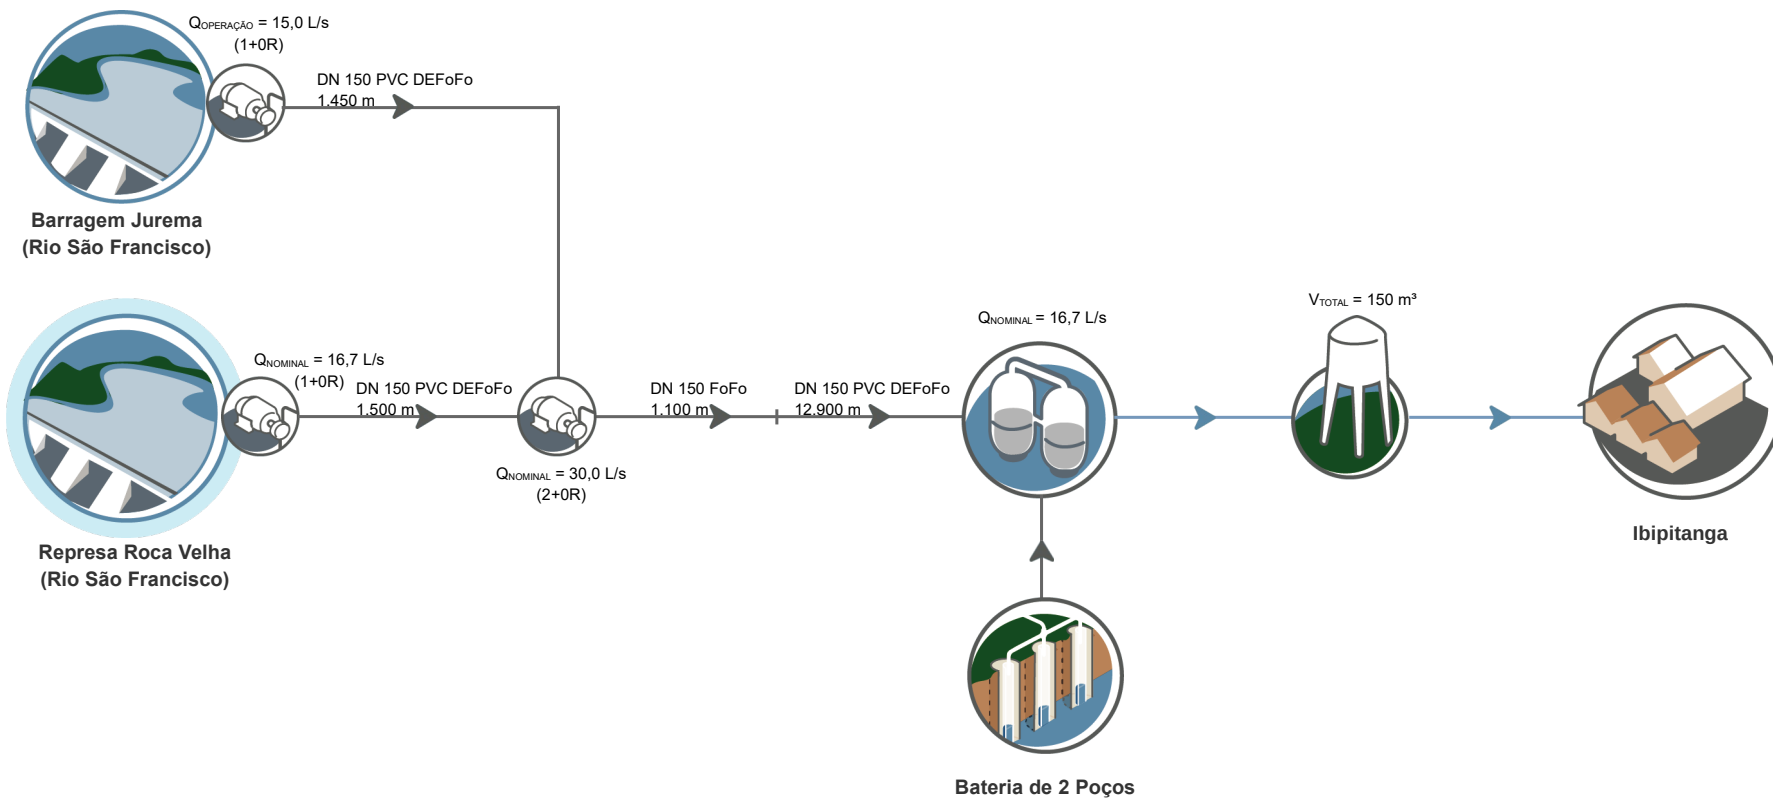 QOPERAÇÃO = 15,0 L/s
(1+0R)
DN 150 PVC DEFoFo
1.450 m
Barragem Jurema
(Rio São Francisco)
QNOMINAL = 16,7 L/s
(1+0R)
DN 150 PVC DEFoFo
1.500 m
QNOMINAL = 30,0 L/s
(2+0R)
DN 150 FoFo
1.100 m
DN 150 PVC DEFoFo
12.900 m
QNOMINAL = 16,7 L/s
VTOTAL = 150 m³
Ibipitanga
Represa Roca Velha
(Rio São Francisco)
Bateria de 2 Poços